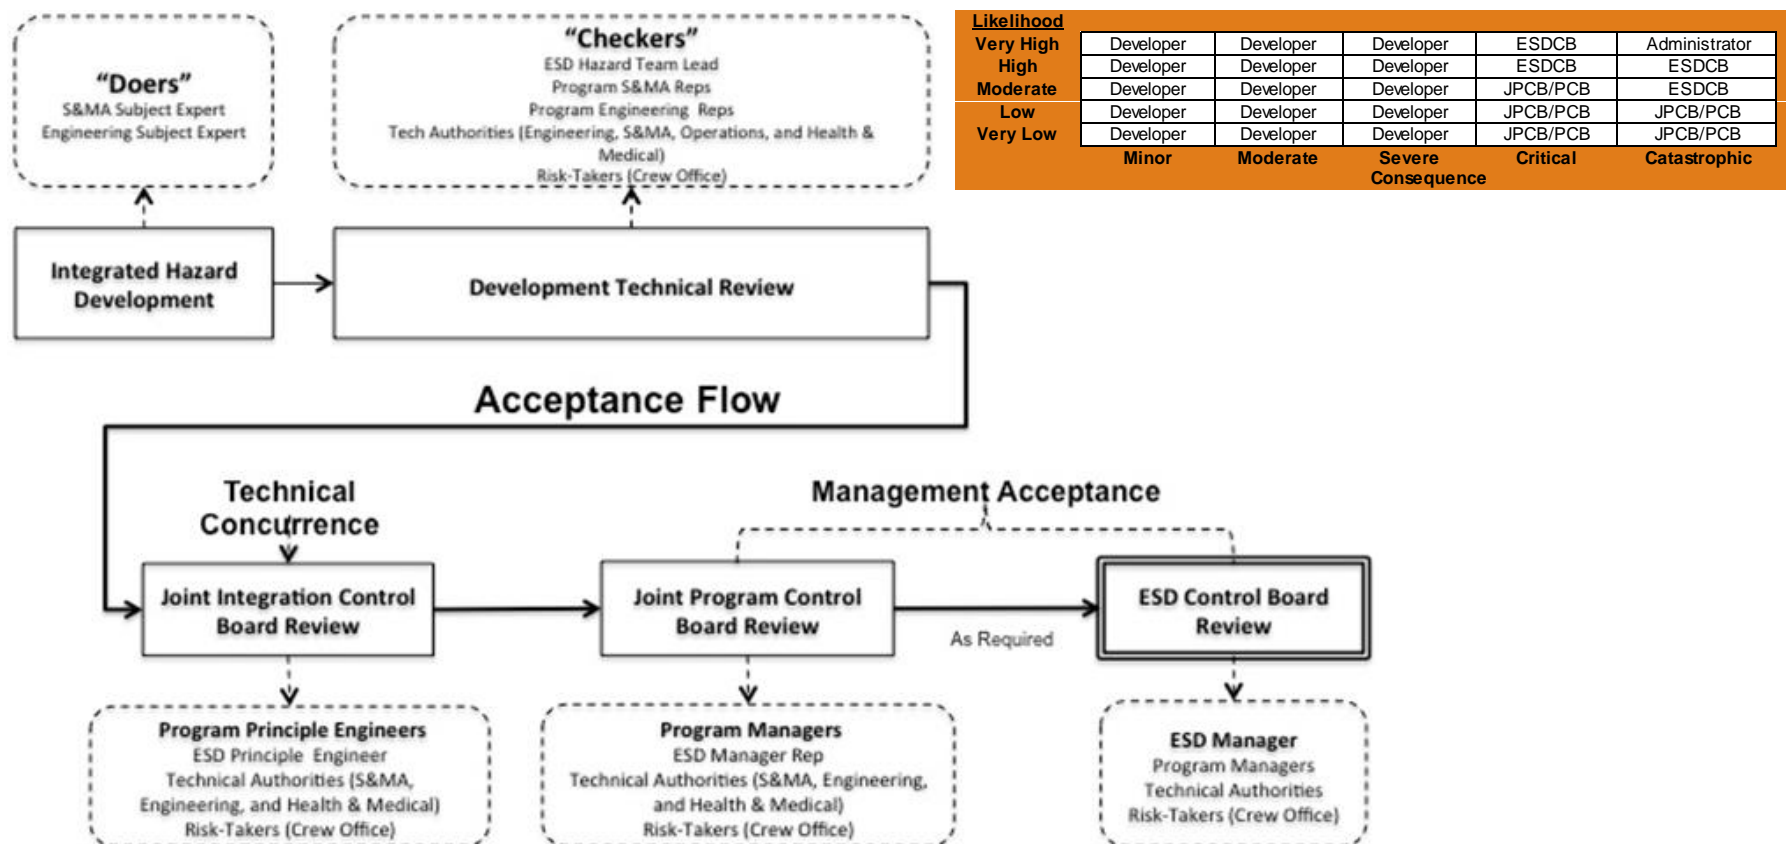 “Doers”
S&MA Subject Expert
Engineering Subject Expert
“Checkers”
ESD Hazard Team Lead
Program S&MA Reps
Program Engineering Reps
Tech Authorities (Engineering, S&MA, Operations, and Health &
Medical)
Risk-Takers (Crew Office)
Likelihood
Very High Developer Developer Developer ESDCB Administrator
High Developer Developer Developer ESDCB ESDCB
Moderate Developer Developer Developer JPCB/PCB ESDCB
Low Developer Developer Developer JPCB/PCB JPCB/PCB
Very Low Developer Developer Developer JPCB/PCB JPCB/PCB
Minor Moderate Severe Critical Catastrophic
Consequence
Integrated Hazard
Development
Development Technical Review
Acceptance Flow
Technical
Concurrence
Management Acceptance
Joint Integration Control
Board Review
Joint Program Control
Board Review
As Required
ESD Control Board
Review
Program Principle Engineers
ESD Principle Engineer
Technical Authorities (S&MA,
Engineering, and Health & Medical)
Risk-Takers (Crew Office)
Program Managers
ESD Manager Rep
Technical Authorities (S&MA, Engineering,
and Health & Medical)
Risk-Takers (Crew Office)
ESD Manager
Program Managers
Technical Authorities
Risk-Takers (Crew Office)